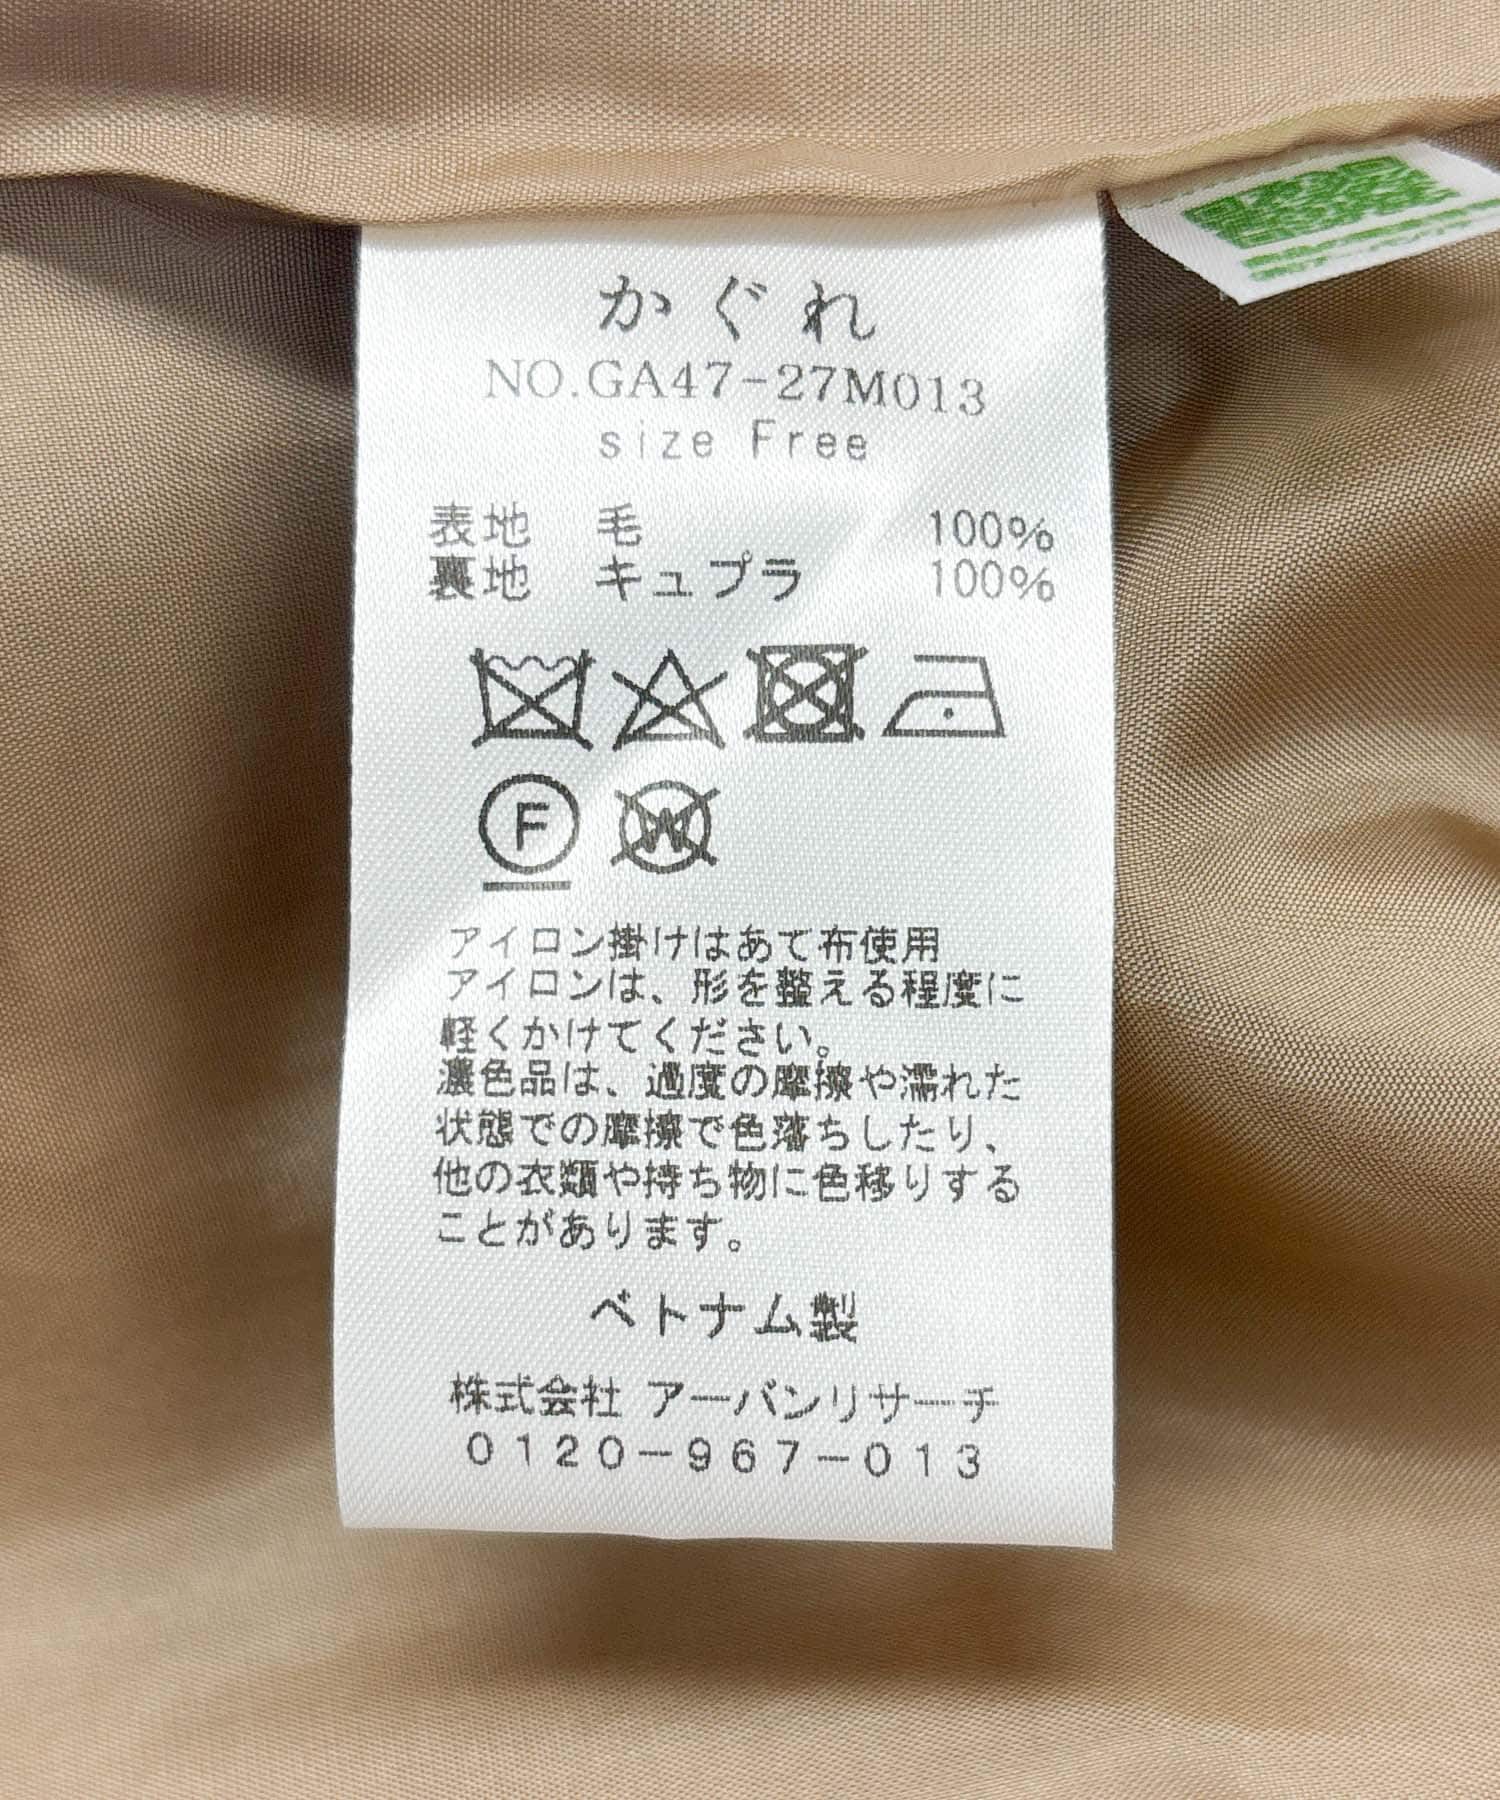 かぐれ
NO.GA47-27M013
size Free
表地 毛 100%
裏地 キュプラ 100%
F
W
アイロン掛けはあて布使用
アイロンは、形を整える程度に
軽くかけてください。
濃色品は、過度の摩擦や濡れた
状態での摩擦で色落ちしたり、
他の衣類や持ち物に色移りする
ことがあります。
ベトナム製
株式会社 アーバンリサーチ
0120-967-013